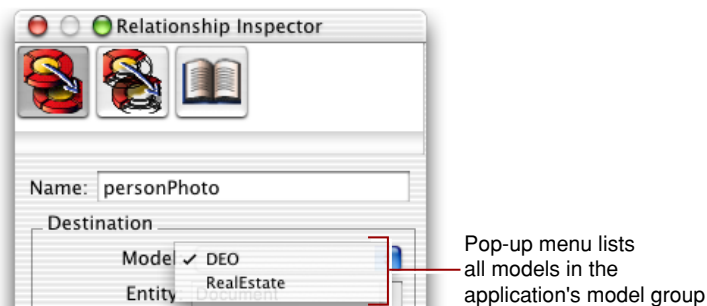 Relationship Inspector
Name: personPhoto
Destination
Model ✓ DEO
RealEstate
Entity Document
Pop-up menu lists
all models in the
application's model group